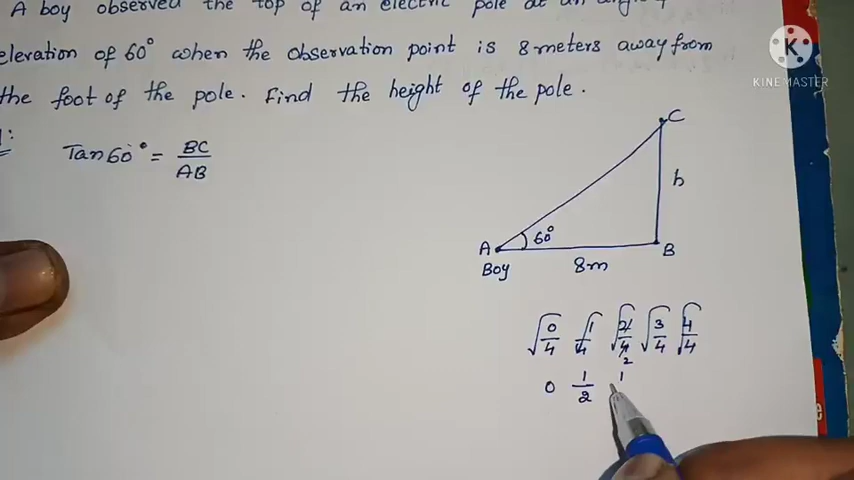 A boy observed the top of an electric pole at an angle
elevation of 60° when the observation point is 8 meters away from
the foot of the pole. Find the height of the pole.
Tan 60° = BC/AB
C
h
A 60° B
Boy 8m
√0/4 √1/4 √2/4 √3/4 √4/4
2
0 1/2 1
K
KINEMASTER